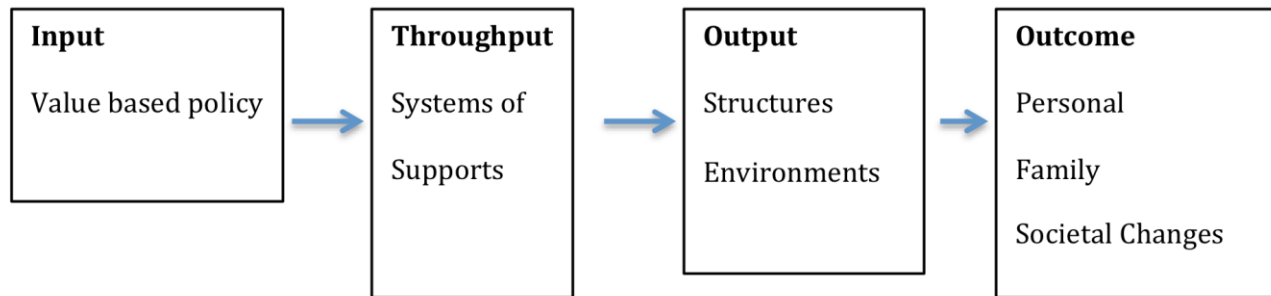 Input
Value based policy
Throughput
Systems of
Supports
Output
Structures
Environments
Outcome
Personal
Family
Societal Changes